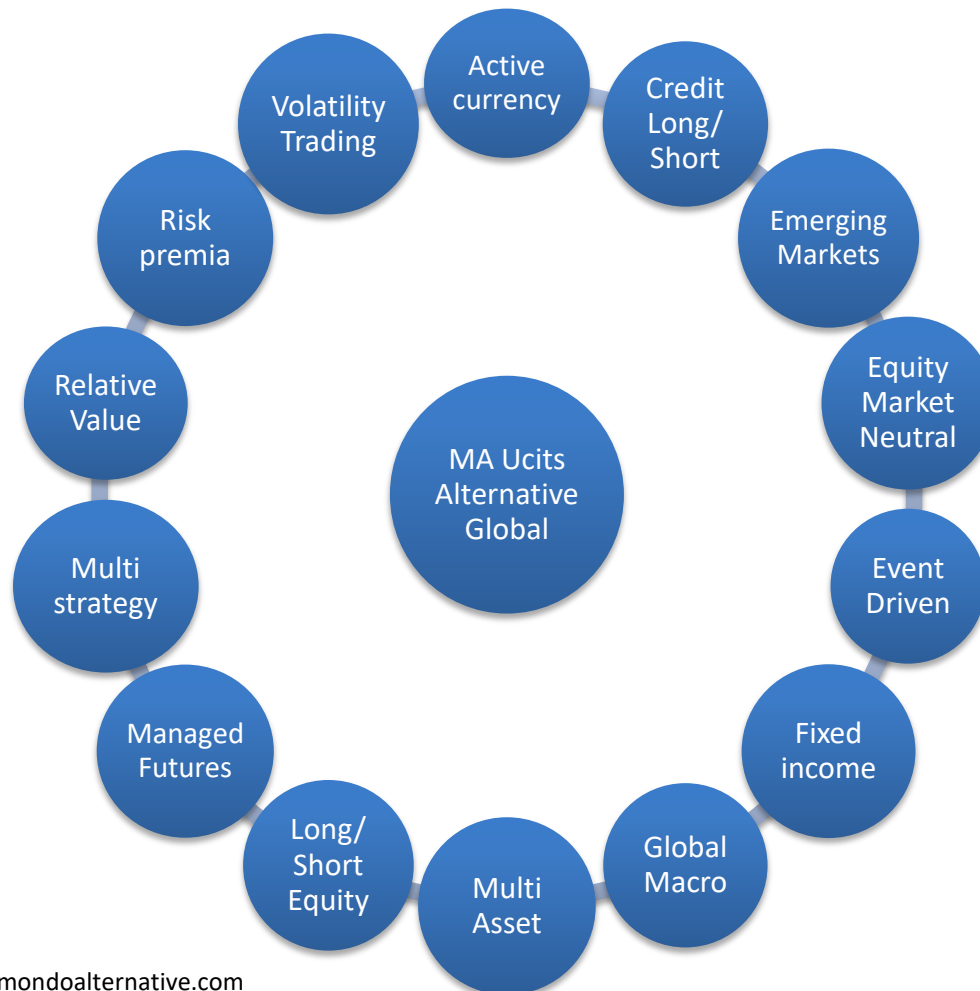 Active
currency
Credit
Long/
Short
Emerging
Markets
Equity
Market
Neutral
Event
Driven
Fixed
income
Global
Macro
Multi
Asset
Long/
Short
Equity
Managed
Futures
Multi
strategy
Relative
Value
Risk
premia
Volatility
Trading
MA Ucits
Alternative
Global
mondoalternative.com